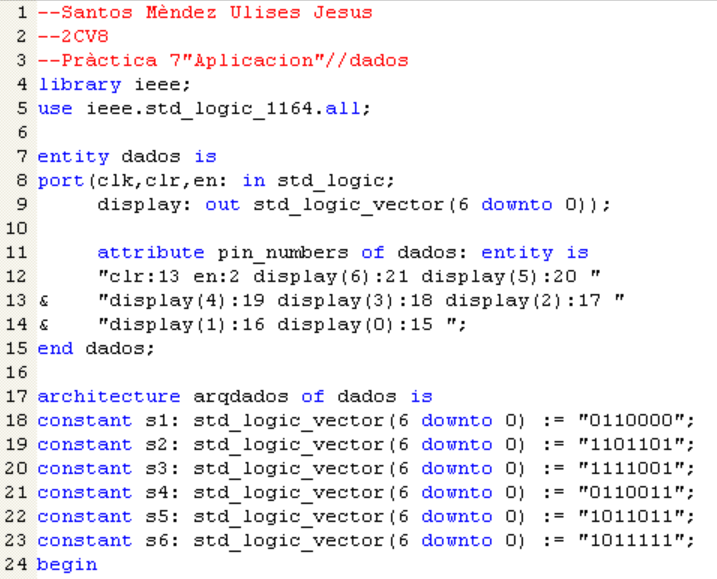 1 --Santos Mèndez Ulises Jesus
2 --2CV8
3 --Pràctica 7"Aplicacion"//dados
4 library ieee;
5 use ieee.std_logic_1164.all;
6
7 entity dados is
8 port(clk,clr,en: in std_logic;
9 display: out std_logic_vector(6 downto 0));
10
11 attribute pin_numbers of dados: entity is
12 "clr:13 en:2 display(6):21 display(5):20 "
13 & "display(4):19 display(3):18 display(2):17 "
14 & "display(1):16 display(0):15 ";
15 end dados;
16
17 architecture arqdados of dados is
18 constant s1: std_logic_vector(6 downto 0) := "0110000";
19 constant s2: std_logic_vector(6 downto 0) := "1101101";
20 constant s3: std_logic_vector(6 downto 0) := "1111001";
21 constant s4: std_logic_vector(6 downto 0) := "0110011";
22 constant s5: std_logic_vector(6 downto 0) := "1011011";
23 constant s6: std_logic_vector(6 downto 0) := "1011111";
24 begin